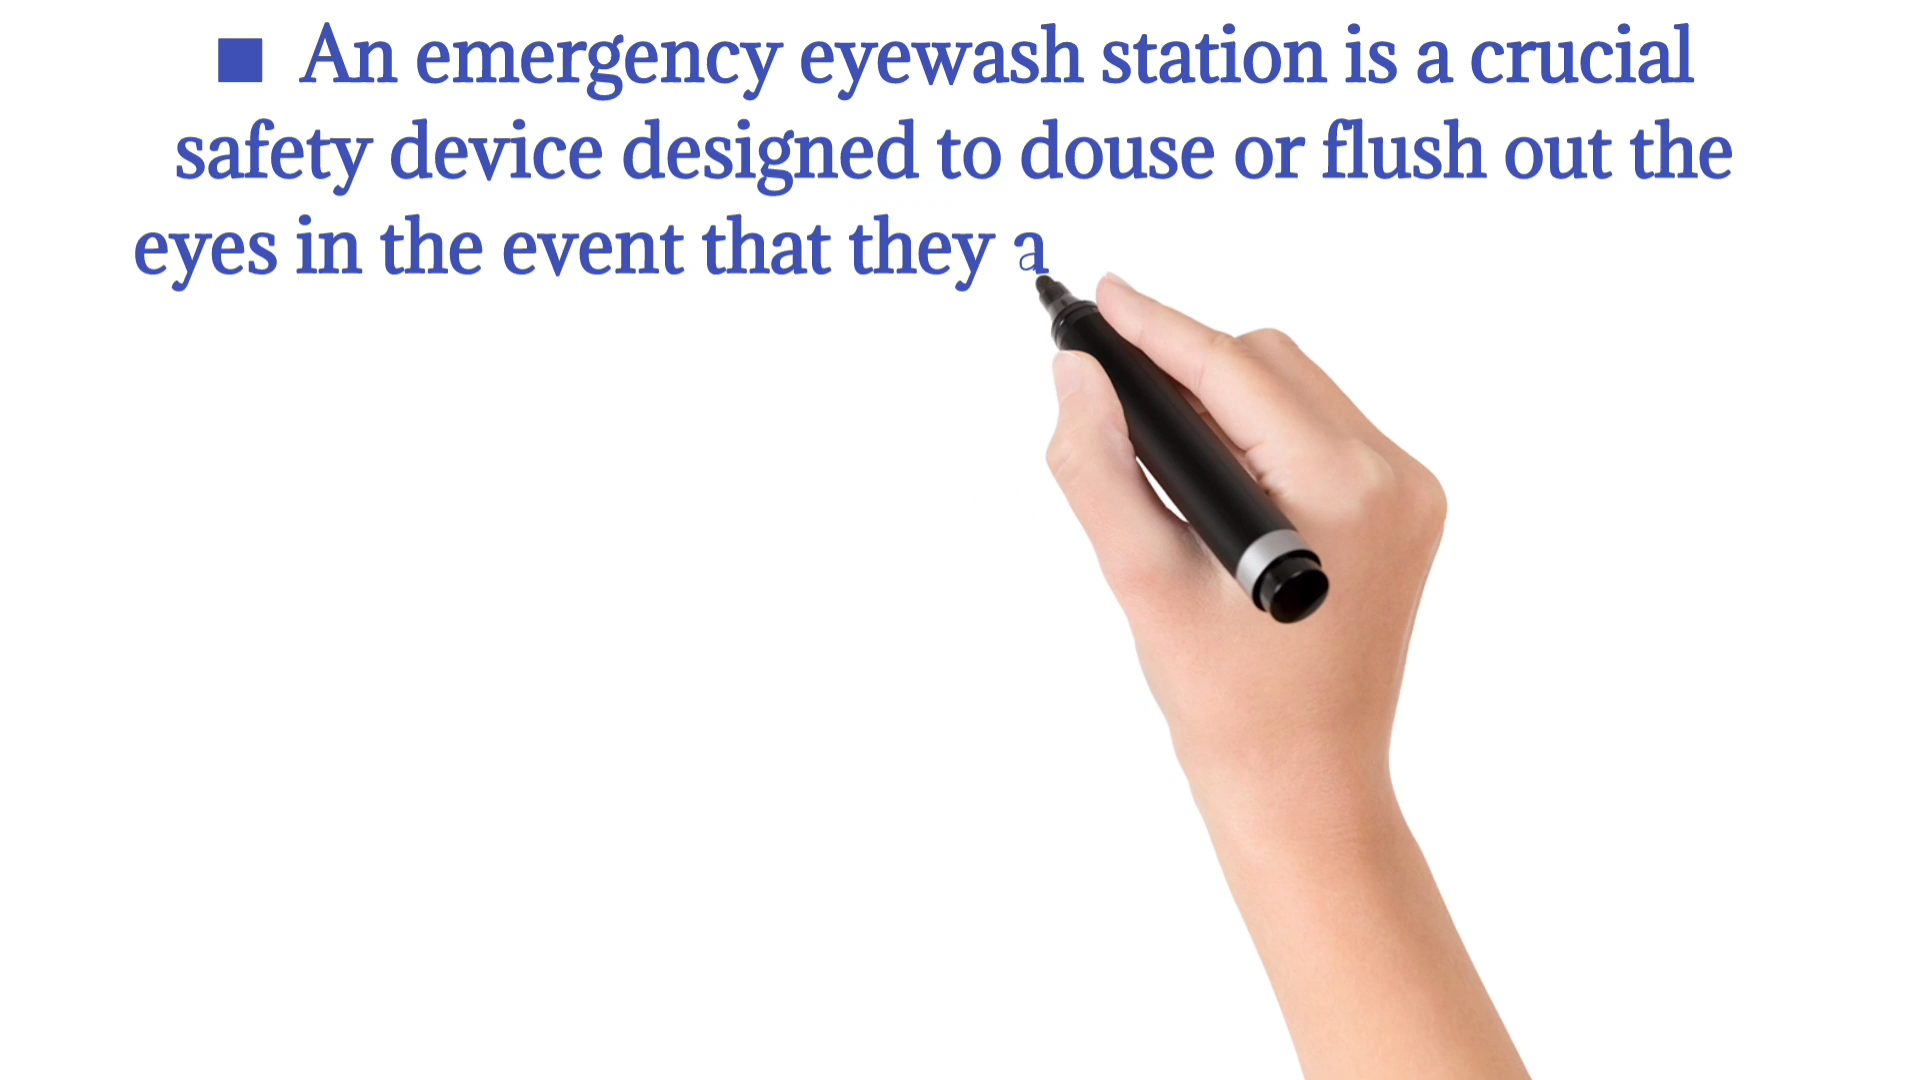 ■ An emergency eyewash station is a crucial
safety device designed to douse or flush out the
eyes in the event that they a